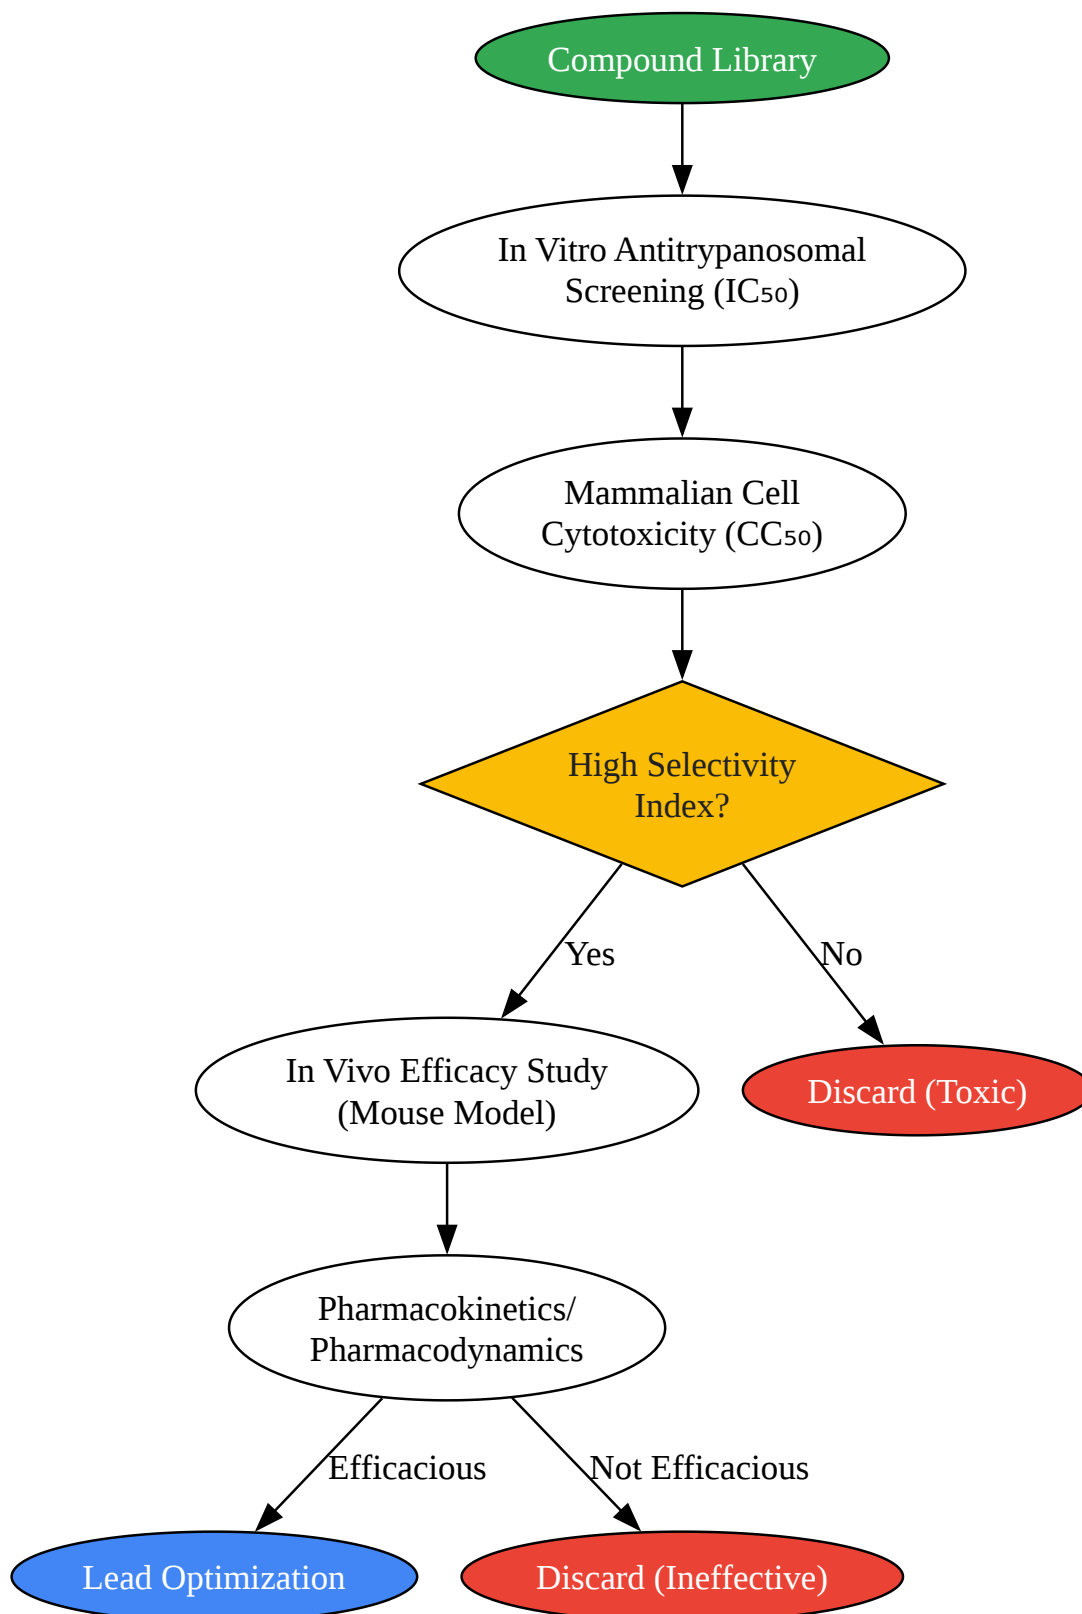 Compound Library
In Vitro Antitrypanosomal
Screening (IC₅₀)
Mammalian Cell
Cytotoxicity (CC₅₀)
High Selectivity
Index?
Yes
No
In Vivo Efficacy Study
(Mouse Model)
Discard (Toxic)
Pharmacokinetics/
Pharmacodynamics
Efficacious
Not Efficacious
Lead Optimization
Discard (Ineffective)